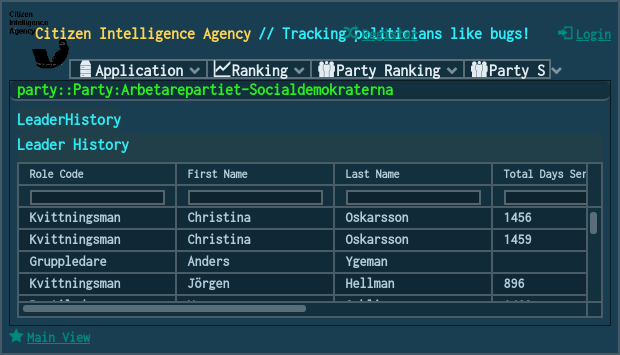 Citizen
Intelligence
Agency
Citizen Intelligence Agency // Tracking politicians like bugs!
Login
Application Ranking Party Ranking Party S
party::Party:Arbetarepartiet-Socialdemokraterna
LeaderHistory
Leader History
Role Code First Name Last Name Total Days Ser
Kvittningsman Christina Oskarsson 1456
Kvittningsman Christina Oskarsson 1459
Gruppledare Anders Ygeman
Kvittningsman Jörgen Hellman 896
Main View